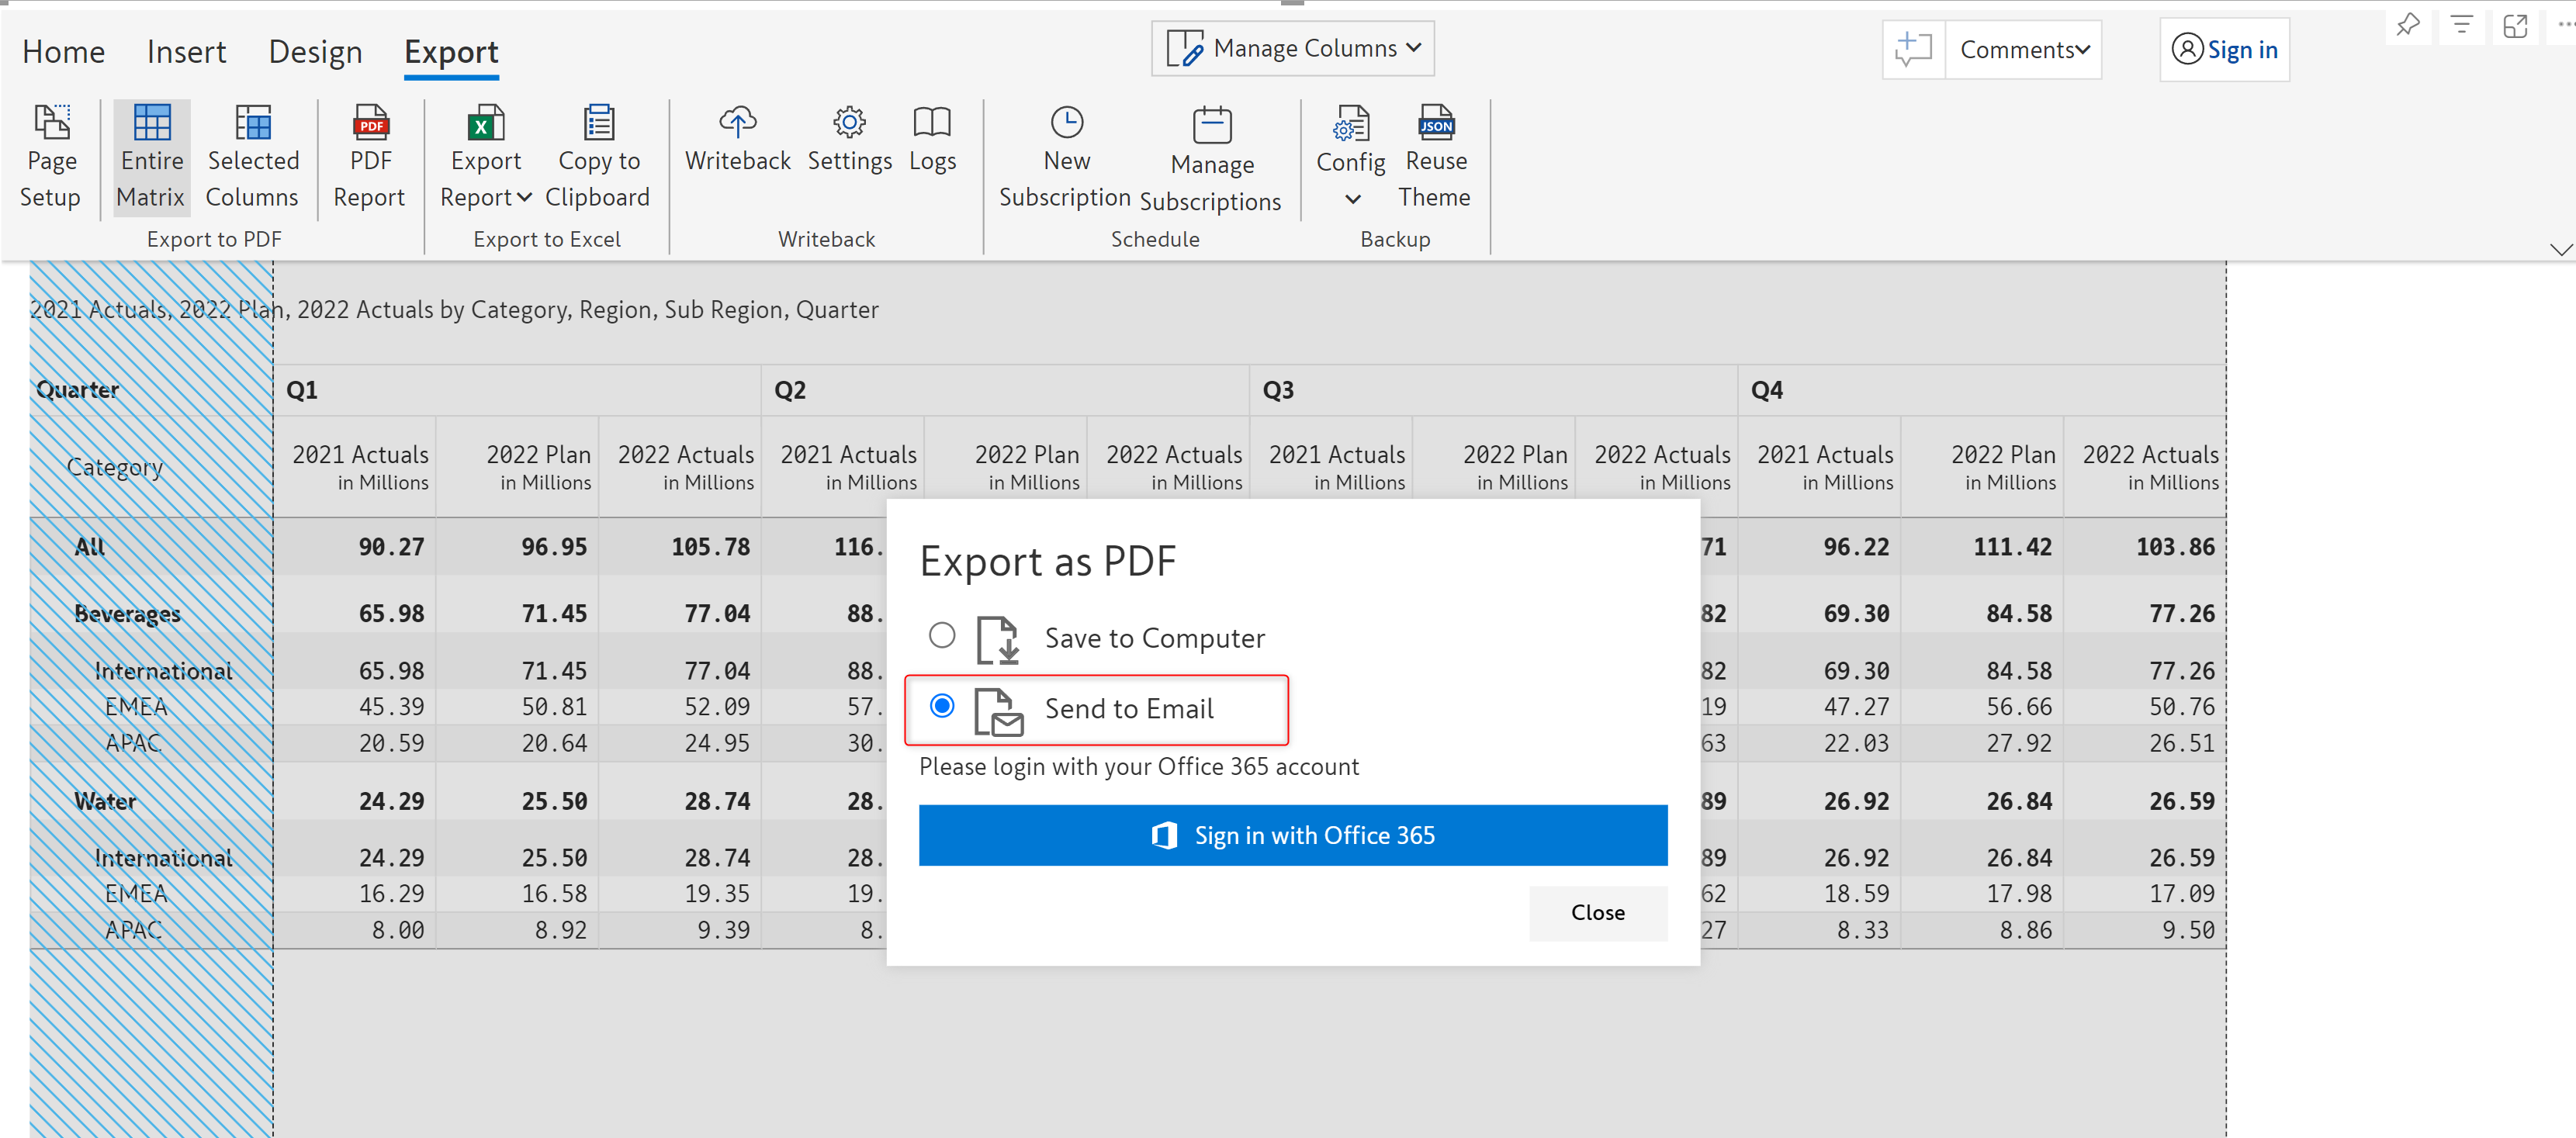 Home Insert Design Export Manage Columns Comments Sign in
Page Setup
Entire Matrix
Selected Columns
PDF
PDF Report
X
Export Report
Copy to Clipboard
Writeback
Settings
Logs
New Subscription
Manage Subscriptions
Config
JSON
Reuse Theme
Export to PDF Export to Excel Writeback Schedule Backup
2021 Actuals, 2022 Plan, 2022 Actuals by Category, Region, Sub Region, Quarter
Quarter Q1 Q2 Q3 Q4
Category 2021 Actuals 2022 Plan 2022 Actuals 2021 Actuals 2022 Plan 2022 Actuals 2021 Actuals 2022 Plan 2022 Actuals 2021 Actuals 2022 Plan 2022 Actuals
in Millions in Millions in Millions in Millions in Millions in Millions in Millions in Millions in Millions in Millions in Millions in Millions
All 90.27 96.95 105.78 116. 71 96.22 111.42 103.86
Beverages 65.98 71.45 77.04 88. 82 69.30 84.58 77.26
International 65.98 71.45 77.04 88. 82 69.30 84.58 77.26
EMEA 45.39 50.81 52.09 57. 19 47.27 56.66 50.76
APAC 20.59 20.64 24.95 30. 63 22.03 27.92 26.51
Water 24.29 25.50 28.74 28. 89 26.92 26.84 26.59
International 24.29 25.50 28.74 28. 89 26.92 26.84 26.59
EMEA 16.29 16.58 19.35 19. 62 18.59 17.98 17.09
APAC 8.00 8.92 9.39 8. 27 8.33 8.86 9.50
Export as PDF
Save to Computer
Send to Email
Please login with your Office 365 account
Sign in with Office 365
Close